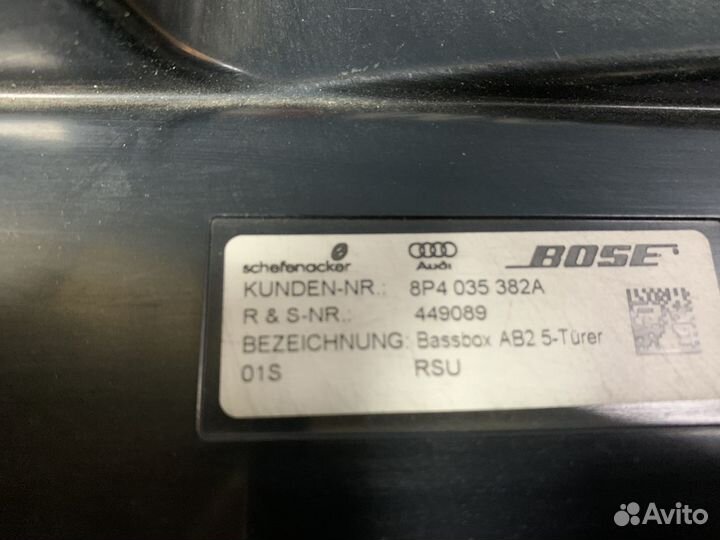 schefenacker Audi BOSE
KUNDEN-NR.: 8P4 035 382A
R & S-NR.: 449089
BEZEICHNUNG: Bassbox AB2 5-Türer
01S RSU
Avito